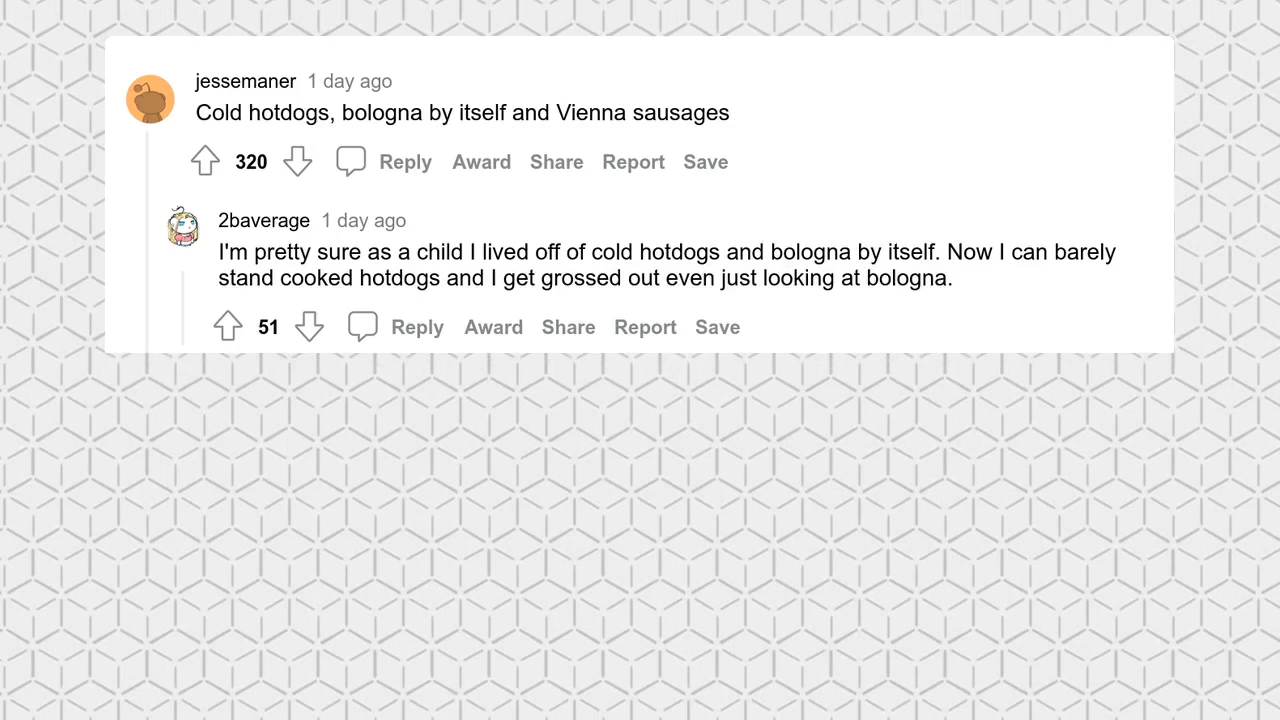 jessemaner 1 day ago
Cold hotdogs, bologna by itself and Vienna sausages
320 Reply Award Share Report Save
2baverage 1 day ago
I'm pretty sure as a child I lived off of cold hotdogs and bologna by itself. Now I can barely
stand cooked hotdogs and I get grossed out even just looking at bologna.
51 Reply Award Share Report Save